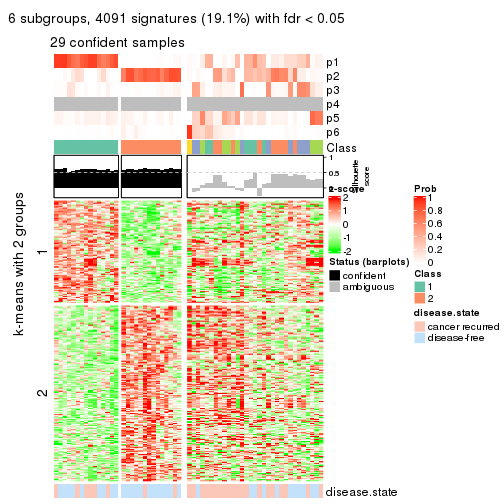 6 subgroups, 4091 signatures (19.1%) with fdr < 0.05
29 confident samples
p1
p2
p3
p4
p5
p6
Class
1
0.5
0
silhouette
score
z-score
2
1
0
-1
-2
Status (barplots)
confident
ambiguous
Prob
1
0.8
0.6
0.4
0.2
0
Class
1
2
disease.state
cancer recurred
disease-free
k-means with 2 groups
1
2
disease.state